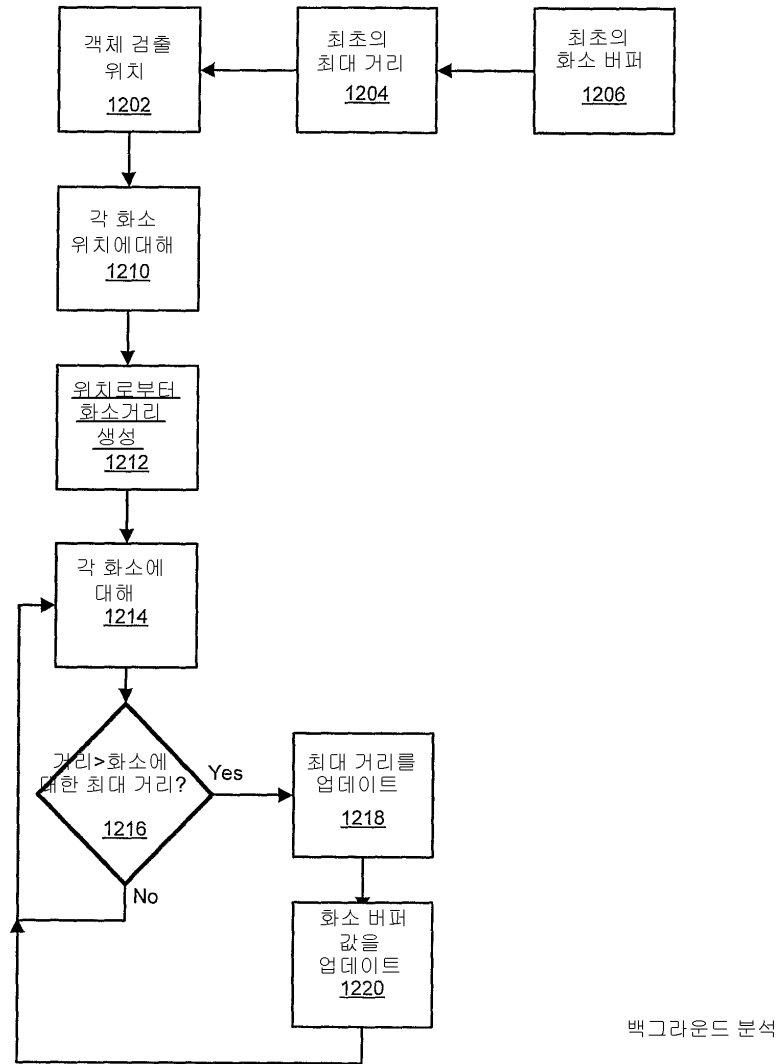 객체 검출
위치
1202
최초의
최대 거리
1204
최초의
화소 버퍼
1206
각 화소
위치에대해
1210
위치로부터
화소거리
생성
1212
각 화소에
대해
1214
거리>화소에
대한 최대 거리?
1216
Yes
No
최대 거리를
업데이트
1218
화소 버퍼
값을
업데이트
1220
백그라운드 분석